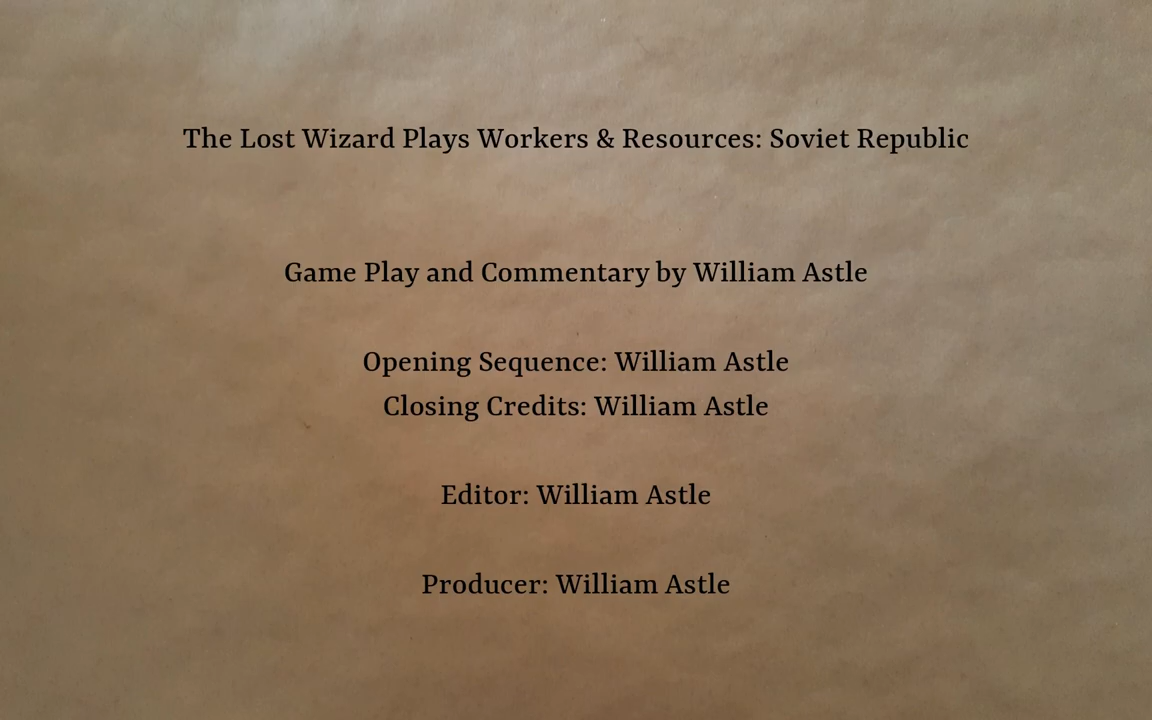 The Lost Wizard Plays Workers & Resources: Soviet Republic
Game Play and Commentary by William Astle
Opening Sequence: William Astle
Closing Credits: William Astle
Editor: William Astle
Producer: William Astle